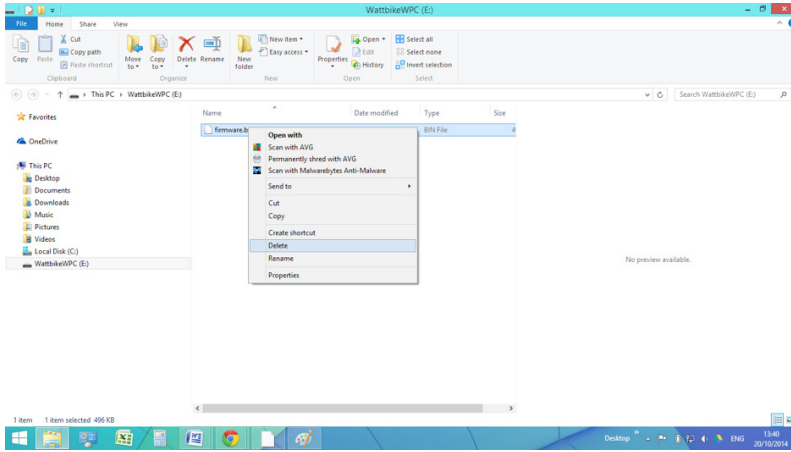 WattbikeWPC (E:)
File Home Share View
Copy
Paste
Cut
Copy path
Paste shortcut
Move to
Copy to
Delete
Rename
New folder
New item
Easy access
Properties
Open
Edit
History
Select all
Select none
Invert selection
Clipboard Organize New Open Select
This PC WattbikeWPC (E:)
Search WattbikeWPC (E:)
Name Date modified Type Size
firmware.b BIN File 4
Favorites
OneDrive
This PC
Desktop
Documents
Downloads
Music
Pictures
Videos
Local Disk (C:)
WattbikeWPC (E:)
Open with
Scan with AVG
Permanently shred with AVG
Scan with Malwarebytes Anti-Malware
Send to
Cut
Copy
Create shortcut
Delete
Rename
Properties
No preview available.
1 item 1 item selected 496 KB
Desktop ENG 13:40
20/10/2014